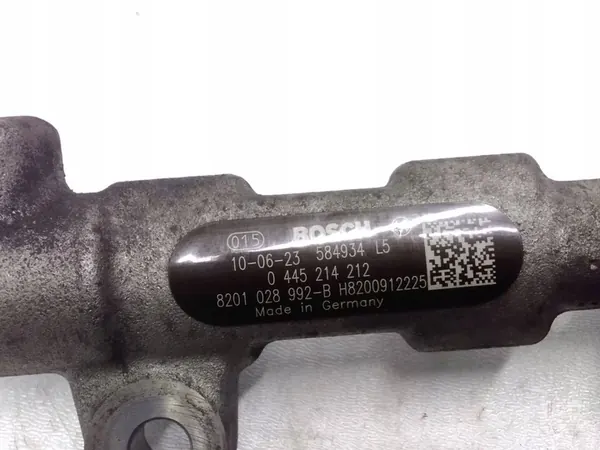 015 BOSCH
10-06-23 584934 L5
0 445 214 212
8201 028 992-B H8200912225
Made in Germany